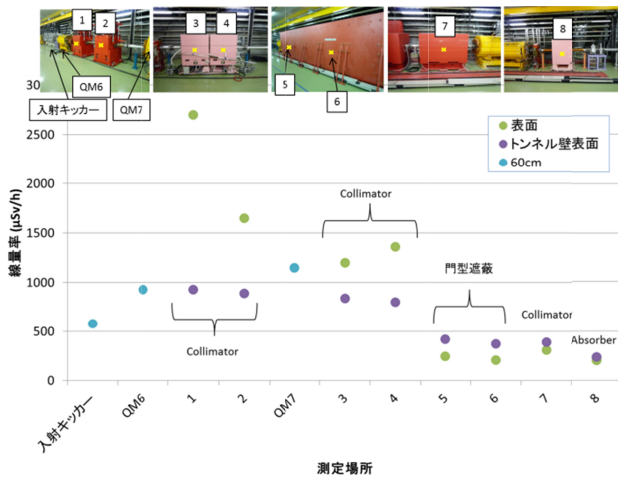 1
2
3
4
5
6
7
8
QM6
入射キッカー
QM7
30
2500
2000
1500
1000
500
0
線量率 (μSv/h)
表面
トンネル壁表面
60cm
Collimator
門型遮蔽
Collimator
Absorber
Collimator
入射キッカー
QM6
1
2
QM7
3
4
5
6
7
8
測定場所